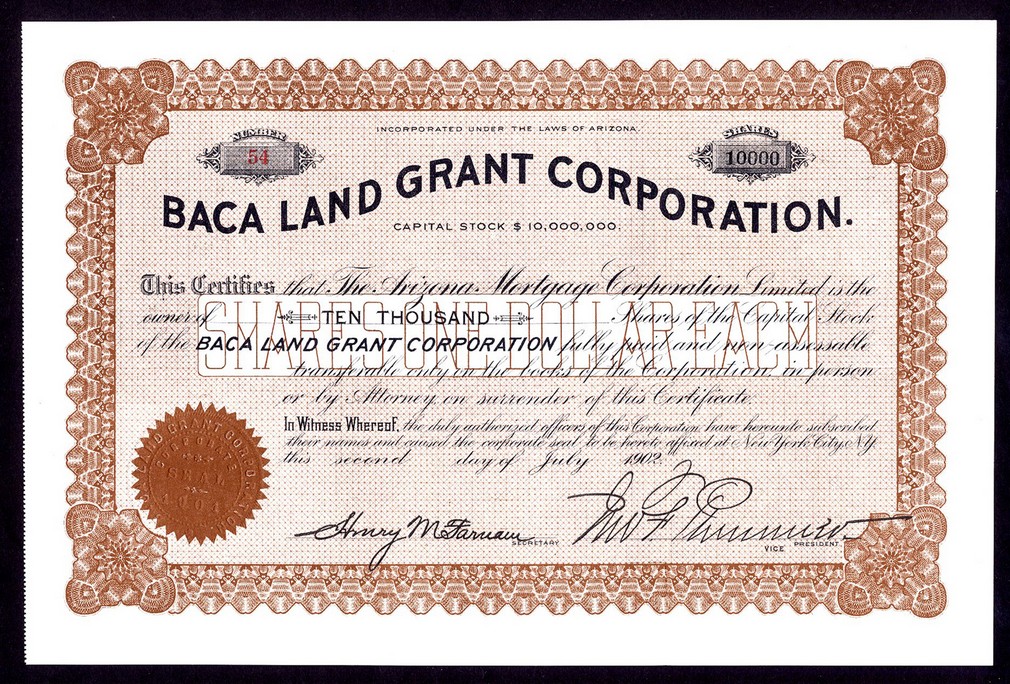 INCORPORATED UNDER THE LAWS OF ARIZONA.
NUMBER
54
SHARES
10000
BACA LAND GRANT CORPORATION.
CAPITAL STOCK $ 10,000,000.
This Certifies that The Arizona Mortgage Corporation Limited is the
owner of TEN THOUSAND Shares of the Capital Stock
SHARES ONE DOLLAR EACH
of the BACA LAND GRANT CORPORATION fully paid and non-assessable
transferable only on the books of the Corporation in person
or by Attorney on surrender of this Certificate.
In Witness Whereof, the duly authorized officers of this Corporation have hereunto subscribed
their names and caused the corporate seal to be hereto affixed at New York City, N.Y.
this second day of July 1902.
SEAL
Henry
SECRETARY
VICE PRESIDENT